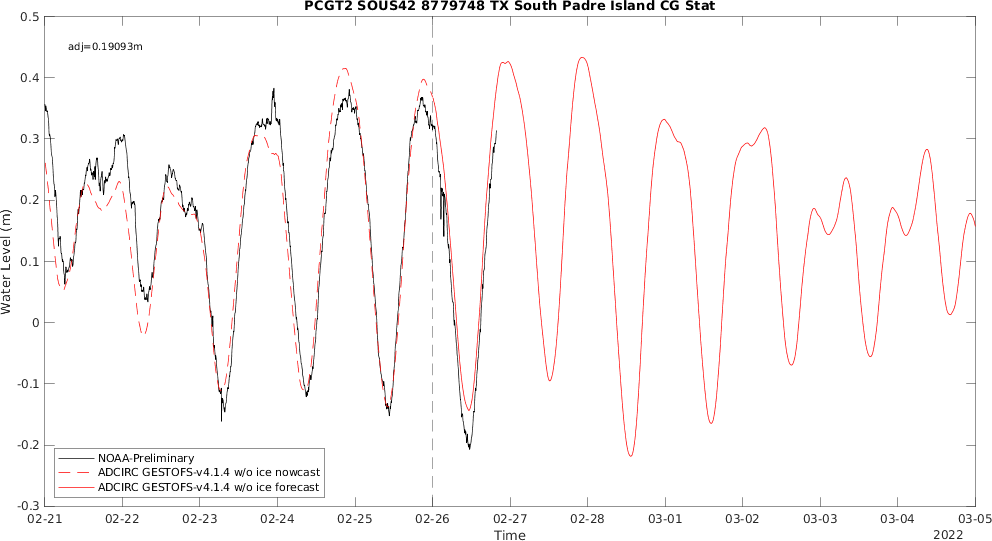 PCGT2 SOUS42 8779748 TX South Padre Island CG Stat
adj=0.19093m
0.5
0.4
0.3
0.2
0.1
0
-0.1
-0.2
-0.3
Water Level (m)
NOAA-Preliminary
ADCIRC GESTOFS-v4.1.4 w/o ice nowcast
ADCIRC GESTOFS-v4.1.4 w/o ice forecast
02-21 02-22 02-23 02-24 02-25 02-26 02-27 02-28 03-01 03-02 03-03 03-04 03-05
Time
2022